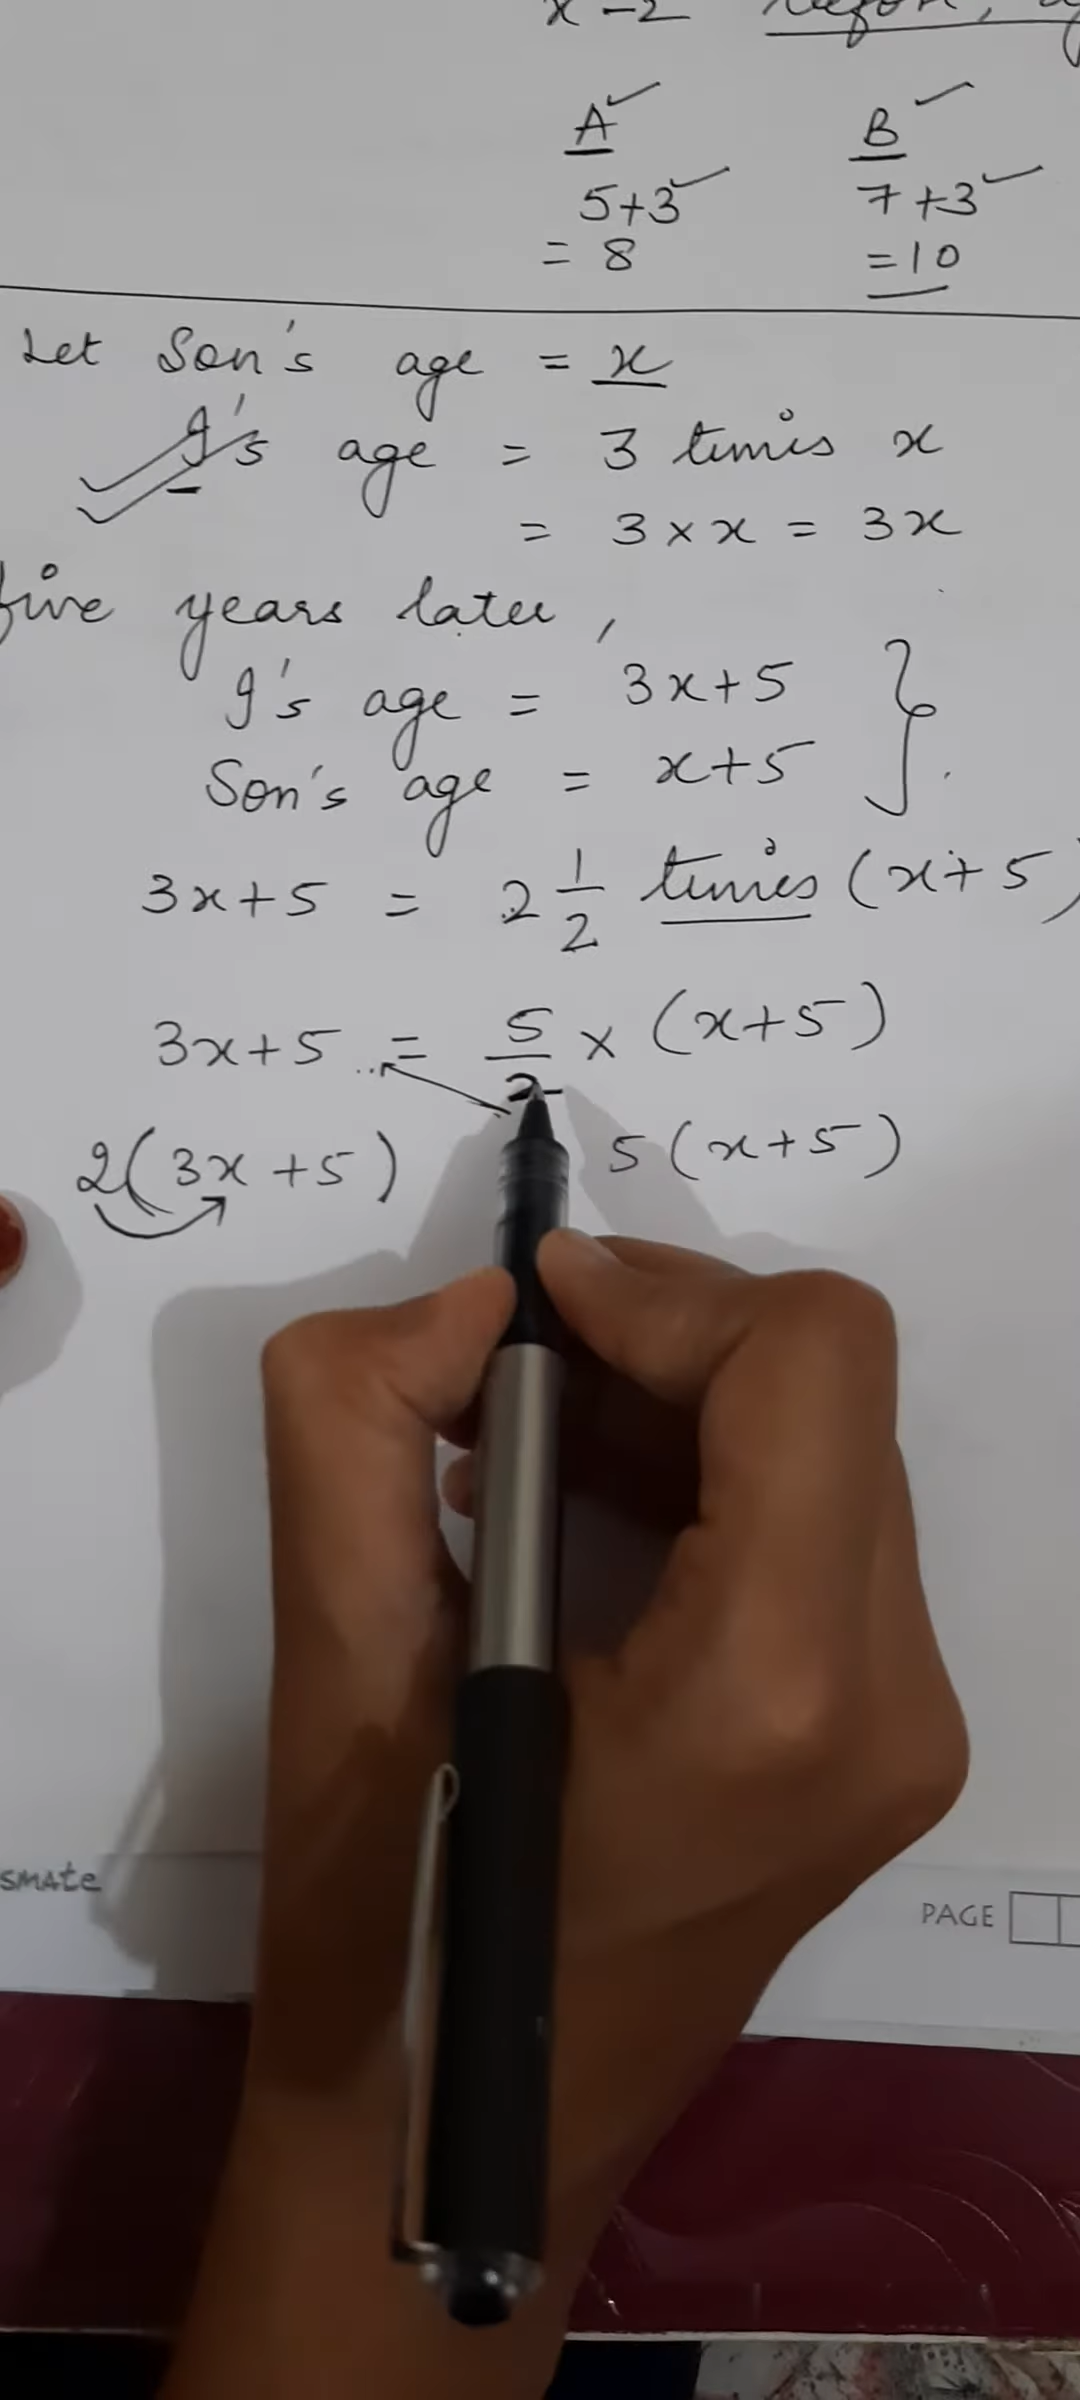 x-2
A B
5+3 7+3
= 8 =10
Let Son's age = x
J's age = 3 times x
= 3 × x = 3x
five years later,
J's age = 3x+5
Son's age = x+5
3x+5 = 2 1/2 times (x+5)
3x+5 = 5/2 × (x+5)
2(3x+5) 5(x+5)
PAGE